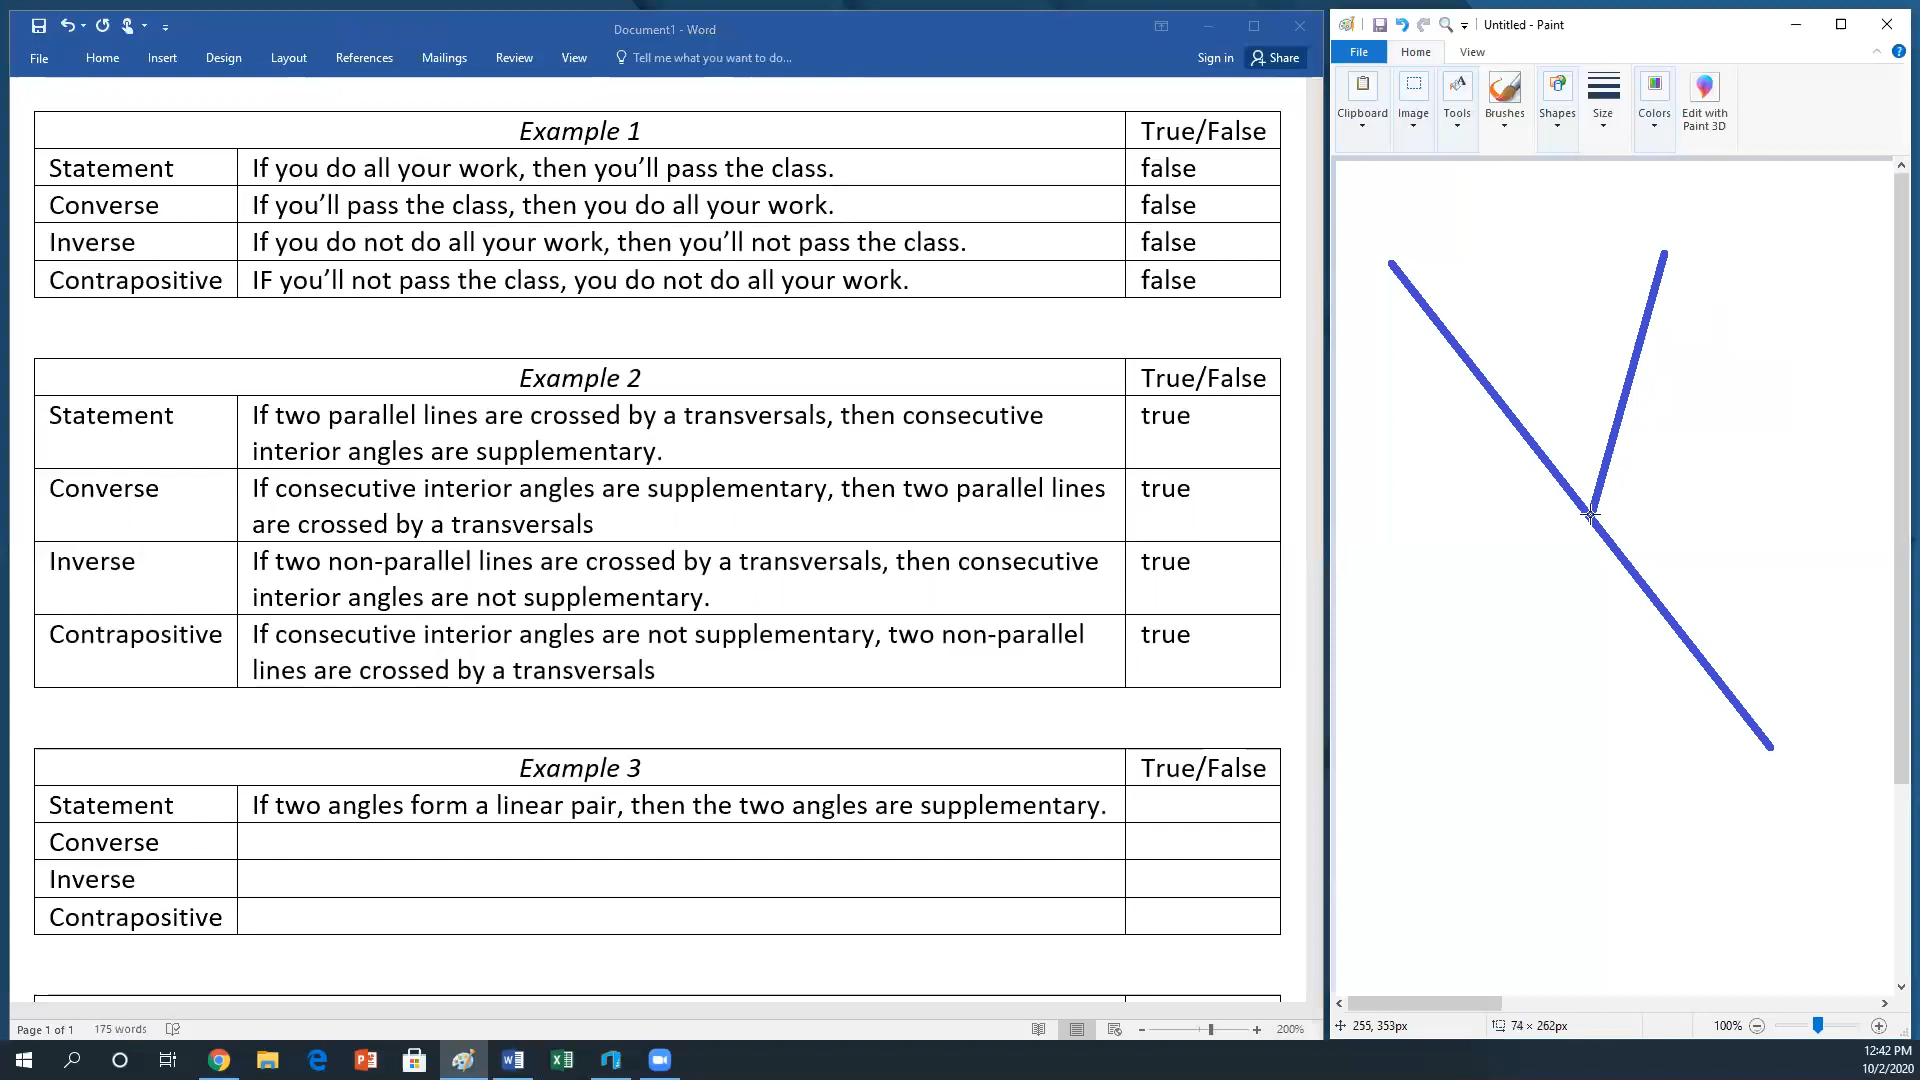 Document1 - Word
File Home Insert Design Layout References Mailings Review View Tell me what you want to do... Sign in Share
Example 1 True/False
Statement If you do all your work, then you’ll pass the class. false
Converse If you’ll pass the class, then you do all your work. false
Inverse If you do not do all your work, then you’ll not pass the class. false
Contrapositive IF you’ll not pass the class, you do not do all your work. false
Example 2 True/False
Statement If two parallel lines are crossed by a transversals, then consecutive true
interior angles are supplementary.
Converse If consecutive interior angles are supplementary, then two parallel lines true
are crossed by a transversals
Inverse If two non-parallel lines are crossed by a transversals, then consecutive true
interior angles are not supplementary.
Contrapositive If consecutive interior angles are not supplementary, two non-parallel true
lines are crossed by a transversals
Example 3 True/False
Statement If two angles form a linear pair, then the two angles are supplementary.
Converse
Inverse
Contrapositive
Page 1 of 1 175 words 200%
Untitled - Paint
File Home View
Clipboard Image Tools Brushes Shapes Size Colors Edit with
Paint 3D
255, 353px 74 × 262px 100%
12:42 PM
10/2/2020